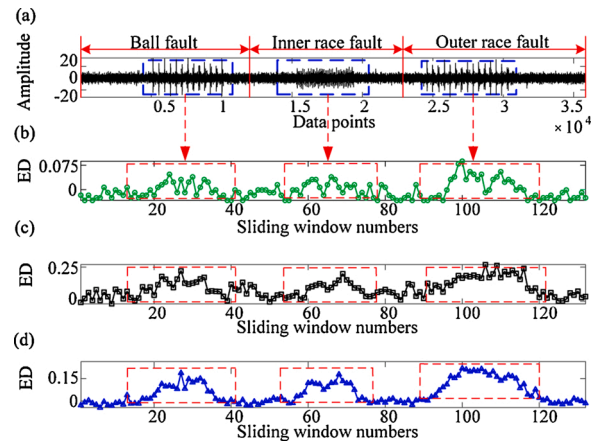 (a)
Ball fault Inner race fault Outer race fault
Amplitude
20
0
-20
0.5 1 1.5 2 2.5 3 3.5
Data points
× 10⁴
(b)
ED
0.075
0
20 40 60 80 100 120
Sliding window numbers
(c)
ED
0.25
0
20 40 60 80 100 120
Sliding window numbers
(d)
ED
0.15
0
20 40 60 80 100 120
Sliding window numbers